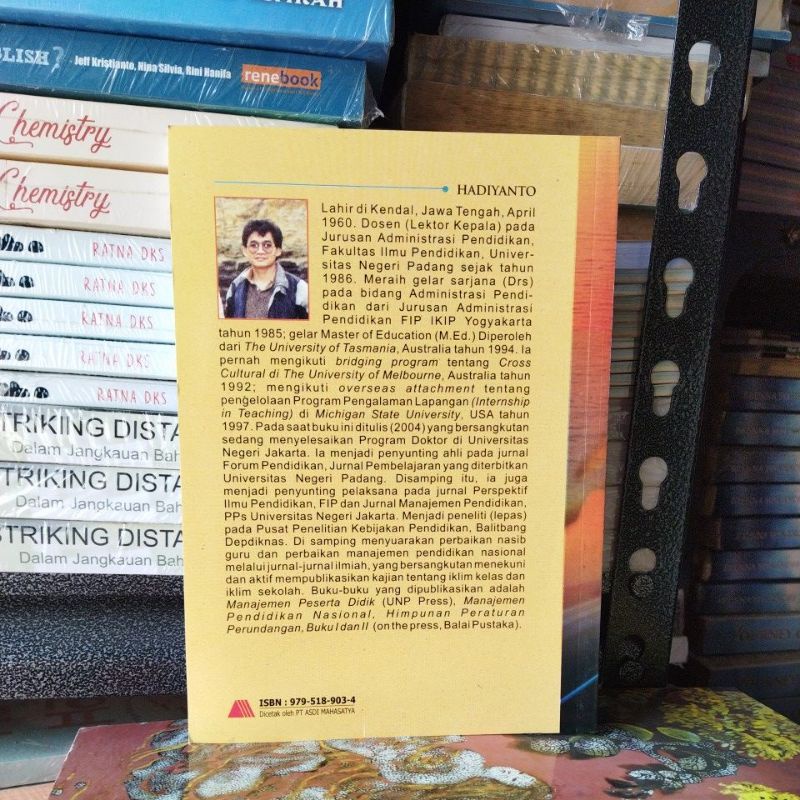 LISH ?
Jeff Kristianto, Nina Silvia, Rini Hanifa
renebook
Chemistry
Chemistry
RATNA DKS
RATNA DKS
RATNA DKS
RATNA DKS
RATNA DKS
TRIKING DISTA
Dalam Jangkauan Bah
TRIKING DISTA
Dalam Jangkauan Bah
TRIKING DISTA
Dalam Jangkauan Bah
HADIYANTO
Lahir di Kendal, Jawa Tengah, April
1960. Dosen (Lektor Kepala) pada
Jurusan Administrasi Pendidikan,
Fakultas Ilmu Pendidikan, Univer-
sitas Negeri Padang sejak tahun
1986. Meraih gelar sarjana (Drs)
pada bidang Administrasi Pendi-
dikan dari Jurusan Administrasi
Pendidikan FIP IKIP Yogyakarta
tahun 1985; gelar Master of Education (M.Ed.) Diperoleh
dari The University of Tasmania, Australia tahun 1994. Ia
pernah mengikuti bridging program tentang Cross
Cultural di The University of Melbourne, Australia tahun
1992; mengikuti overseas attachment tentang
pengelolaan Program Pengalaman Lapangan (Internship
in Teaching) di Michigan State University, USA tahun
1997. Pada saat buku ini ditulis (2004) yang bersangkutan
sedang menyelesaikan Program Doktor di Universitas
Negeri Jakarta. Ia menjadi penyunting ahli pada jurnal
Forum Pendidikan, Jurnal Pembelajaran yang diterbitkan
Universitas Negeri Padang. Disamping itu, ia juga
menjadi penyunting pelaksana pada jurnal Perspektif
Ilmu Pendidikan, FIP dan Jurnal Manajemen Pendidikan,
PPs Universitas Negeri Jakarta. Menjadi peneliti (lepas)
pada Pusat Penelitian Kebijakan Pendidikan, Balitbang
Depdiknas. Di samping menyuarakan perbaikan nasib
guru dan perbaikan manajemen pendidikan nasional
melalui jurnal-jurnal ilmiah, yang bersangkutan menekuni
dan aktif mempublikasikan kajian tentang iklim kelas dan
iklim sekolah. Buku-buku yang dipublikasikan adalah
Manajemen Peserta Didik (UNP Press), Manajemen
Pendidikan Nasional, Himpunan Peraturan
Perundangan, Buku I dan II (on the press, Balai Pustaka).
ISBN : 979-518-903-4
Dicetak oleh PT ASDI MAHASATYA